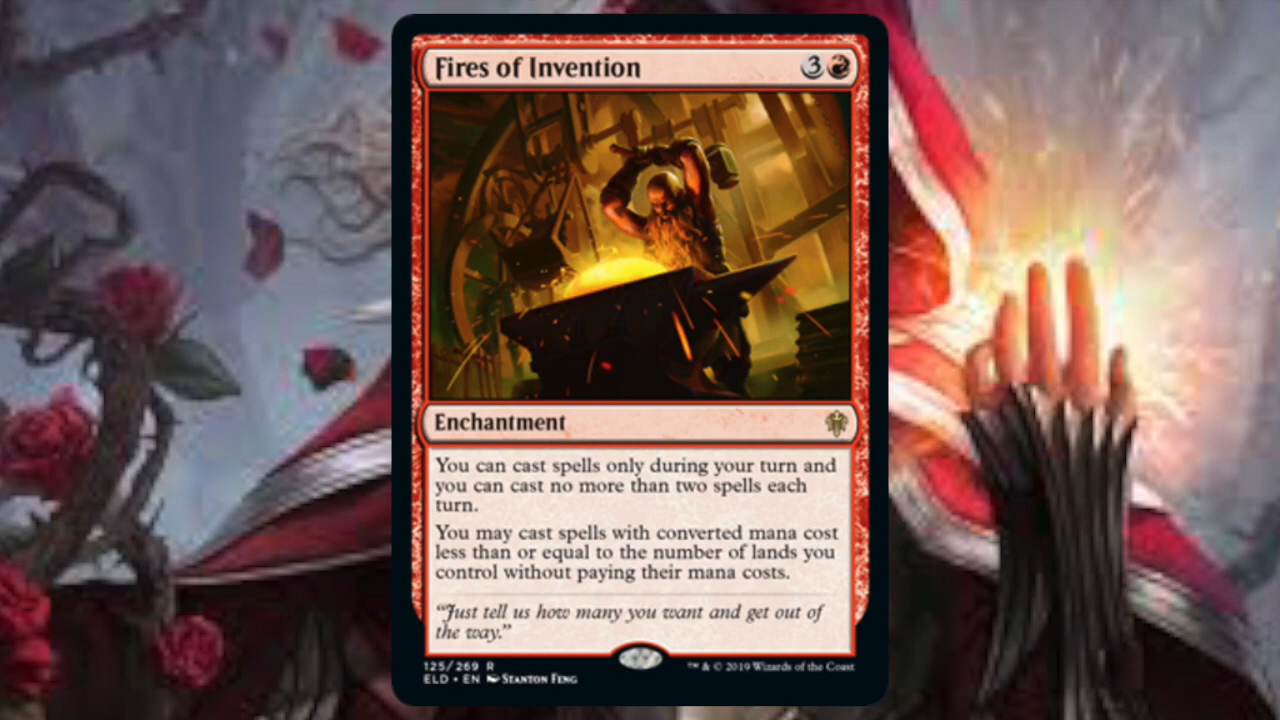 Fires of Invention 3
Enchantment
You can cast spells only during your turn and
you can cast no more than two spells each
turn.
You may cast spells with converted mana cost
less than or equal to the number of lands you
control without paying their mana costs.
“Just tell us how many you want and get out of
the way.”
125/269 R
ELD • EN Stanton Feng
™ & © 2019 Wizards of the Coast